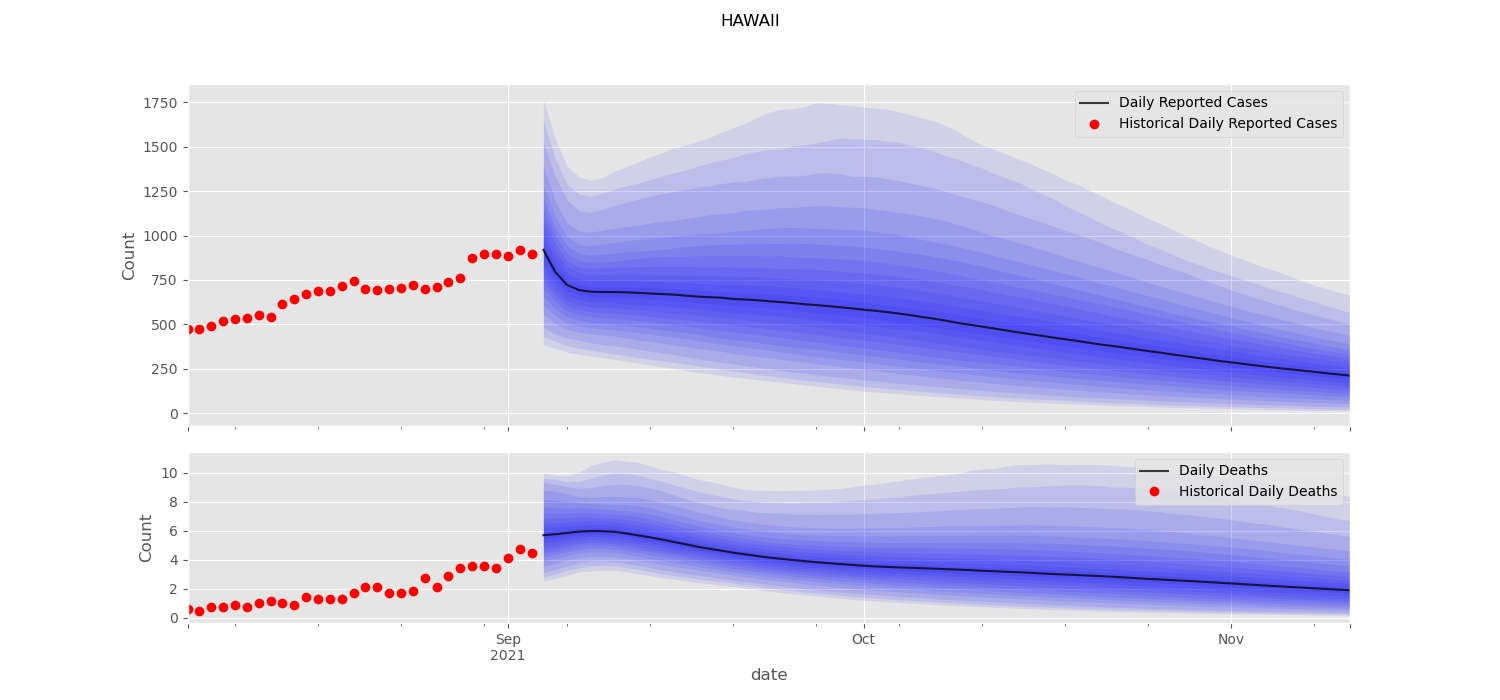 HAWAII
Count
1750
1500
1250
1000
750
500
250
0
Daily Reported Cases
Historical Daily Reported Cases
Count
10
8
6
4
2
0
Daily Deaths
Historical Daily Deaths
Sep
2021
Oct
Nov
date